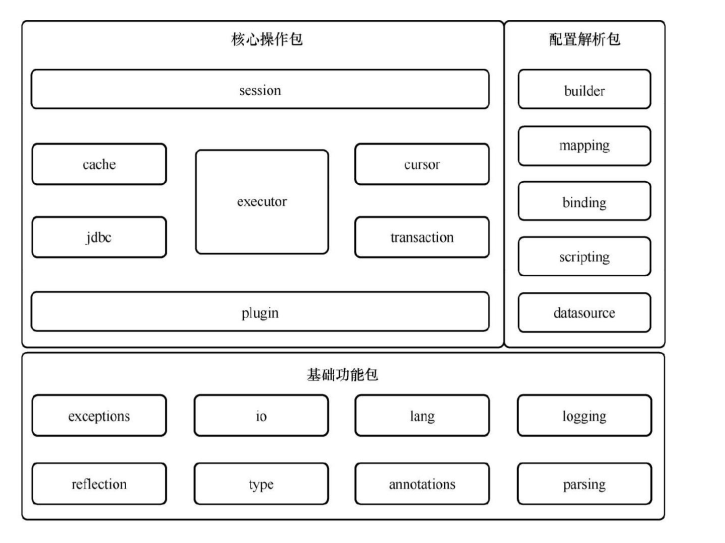 核心操作包
session
cache
executor
cursor
jdbc
transaction
plugin
配置解析包
builder
mapping
binding
scripting
datasource
基础功能包
exceptions
io
lang
logging
reflection
type
annotations
parsing